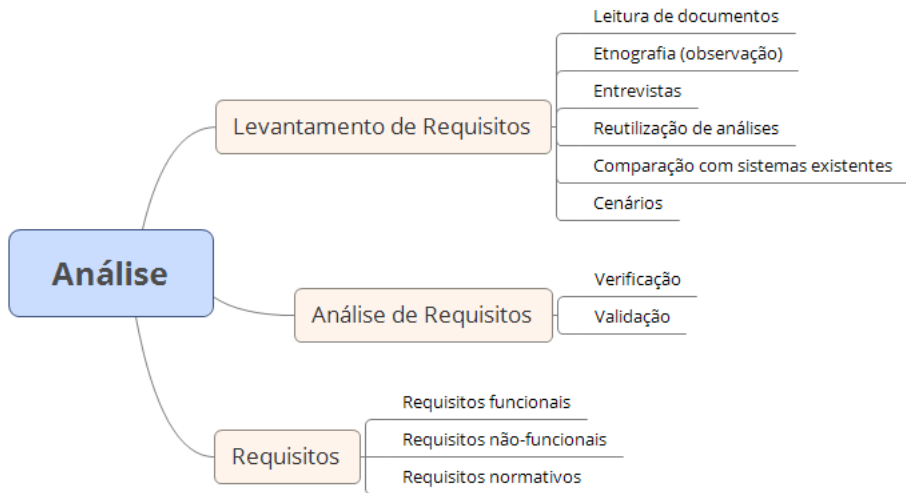 Análise
Levantamento de Requisitos
Leitura de documentos
Etnografia (observação)
Entrevistas
Reutilização de análises
Comparação com sistemas existentes
Cenários
Análise de Requisitos
Verificação
Validação
Requisitos
Requisitos funcionais
Requisitos não-funcionais
Requisitos normativos